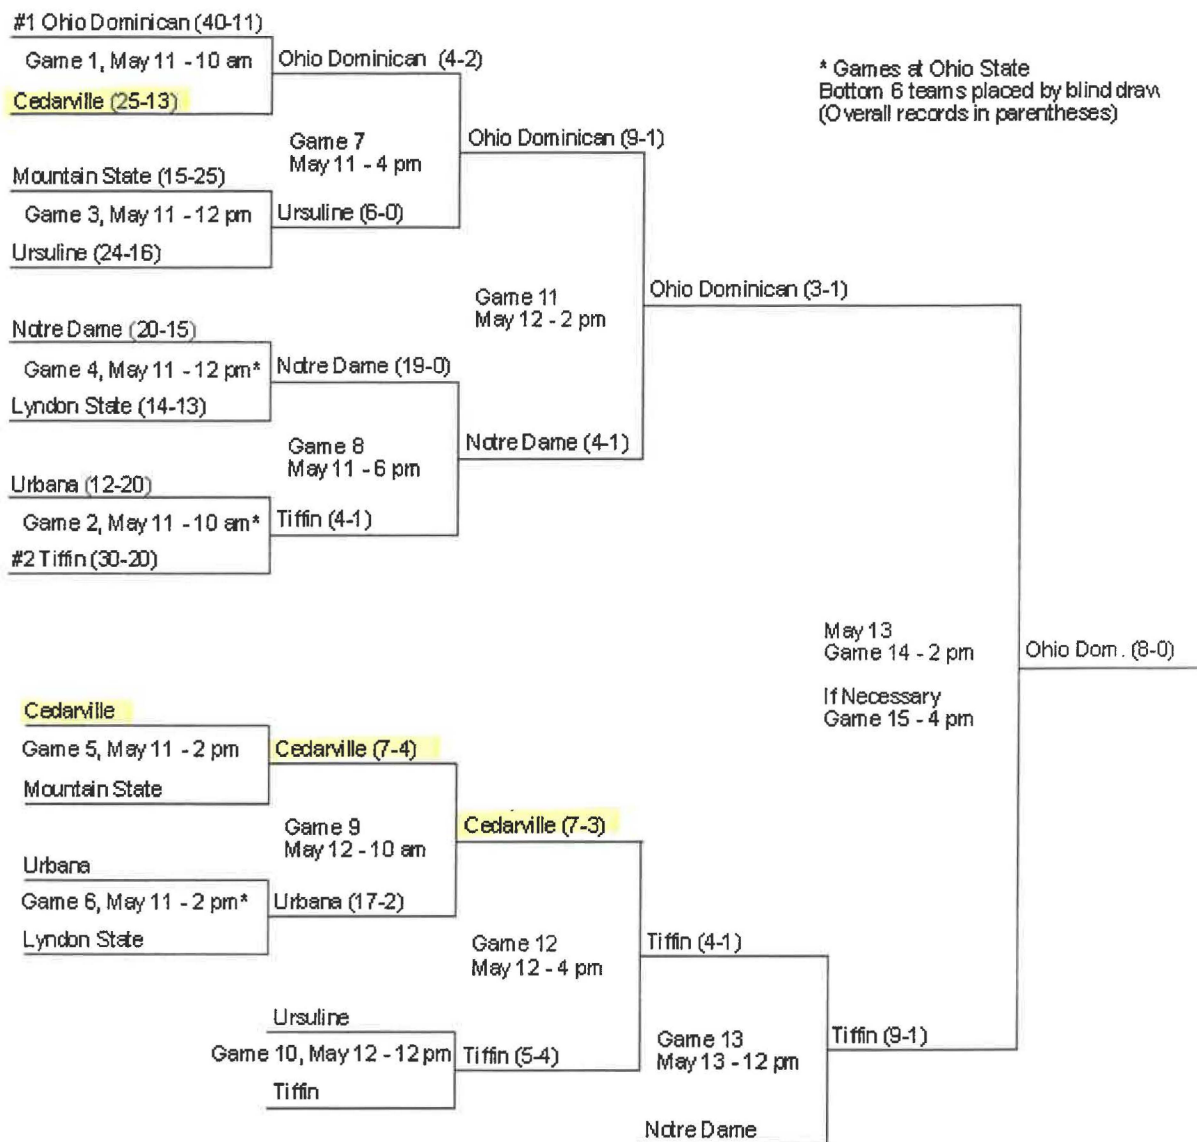 #1 Ohio Dominican (40-11)
Game 1, May 11 - 10 am
Cedarville (25-13)
Ohio Dominican (4-2)
* Games at Ohio State
Bottom 6 teams placed by blind draw.
(Overall records in parentheses)
Game 7
May 11 - 4 pm
Ohio Dominican (9-1)
Mountain State (15-25)
Game 3, May 11 - 12 pm
Ursuline (24-16)
Ursuline (6-0)
Game 11
May 12 - 2 pm
Ohio Dominican (3-1)
Notre Dame (20-15)
Game 4, May 11 - 12 pm*
Lyndon State (14-13)
Notre Dame (19-0)
Game 8
May 11 - 6 pm
Notre Dame (4-1)
Urbana (12-20)
Game 2, May 11 - 10 am*
#2 Tiffin (30-20)
Tiffin (4-1)
May 13
Game 14 - 2 pm
If Necessary
Game 15 - 4 pm
Ohio Dom. (8-0)
Cedarville
Game 5, May 11 - 2 pm
Mountain State
Cedarville (7-4)
Game 9
May 12 - 10 am
Cedarville (7-3)
Urbana
Game 6, May 11 - 2 pm*
Lyndon State
Urbana (17-2)
Game 12
May 12 - 4 pm
Tiffin (4-1)
Ursuline
Game 10, May 12 - 12 pm
Tiffin
Tiffin (5-4)
Game 13
May 13 - 12 pm
Tiffin (9-1)
Notre Dame